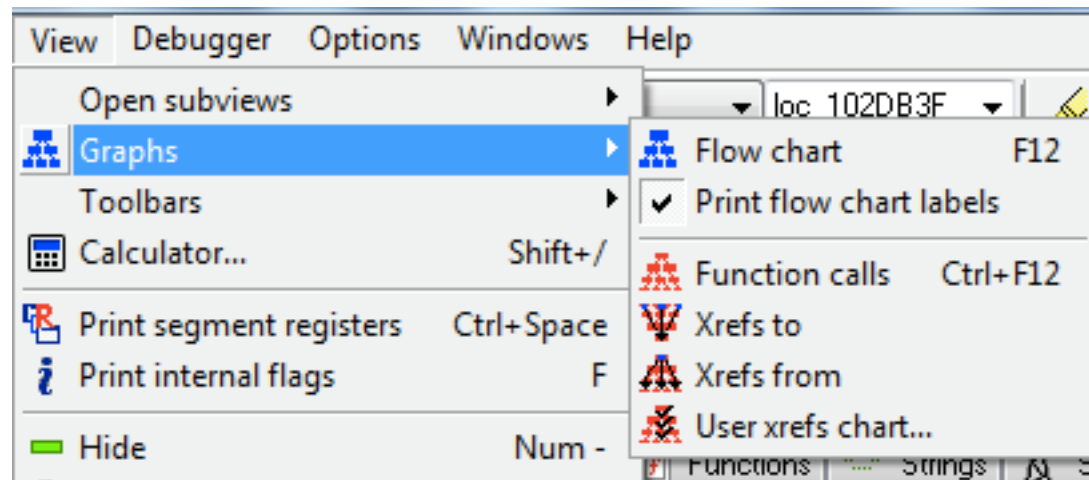 View Debugger Options Windows Help
Open subviews
loc_102DB3F
Graphs
Flow chart F12
Toolbars
Print flow chart labels
Calculator... Shift+/
Function calls Ctrl+F12
Print segment registers Ctrl+Space
Xrefs to
Print internal flags F
Xrefs from
User xrefs chart...
Hide Num -
Functions Strings